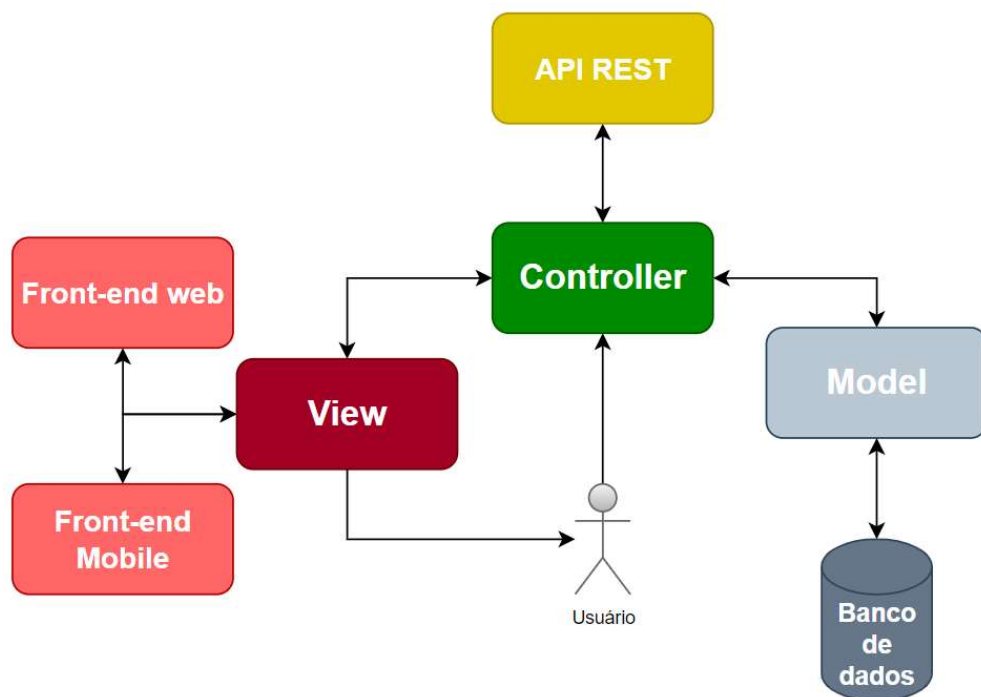 API REST
Controller
Front-end web
Model
View
Front-end
Mobile
Usuário
Banco
de
dados